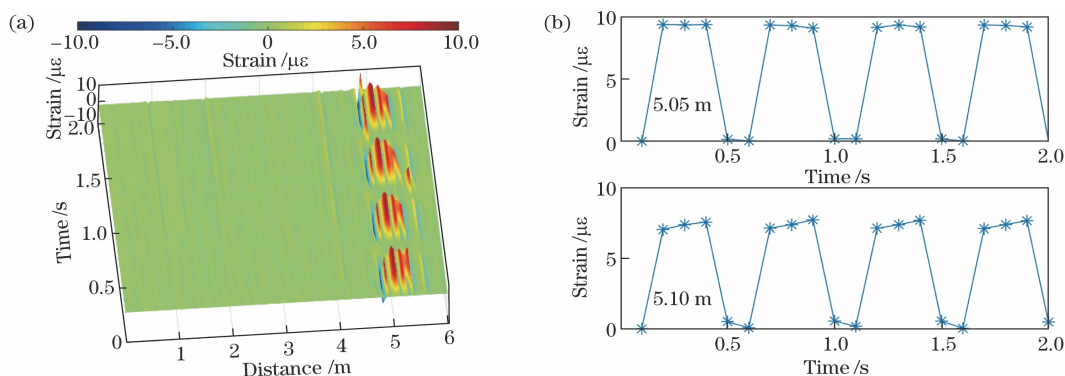 (a)
−10.0 −5.0 0 5.0 10.0
Strain /με
Strain /με
10
0
−10
2.0
1.5
1.0
0.5
0
Time /s
1 2 3 4 5 6
Distance /m
(b)
10
5
0
Strain /με
5.05 m
0.5 1.0 1.5 2.0
Time /s
10
5
0
Strain /με
5.10 m
0.5 1.0 1.5 2.0
Time /s